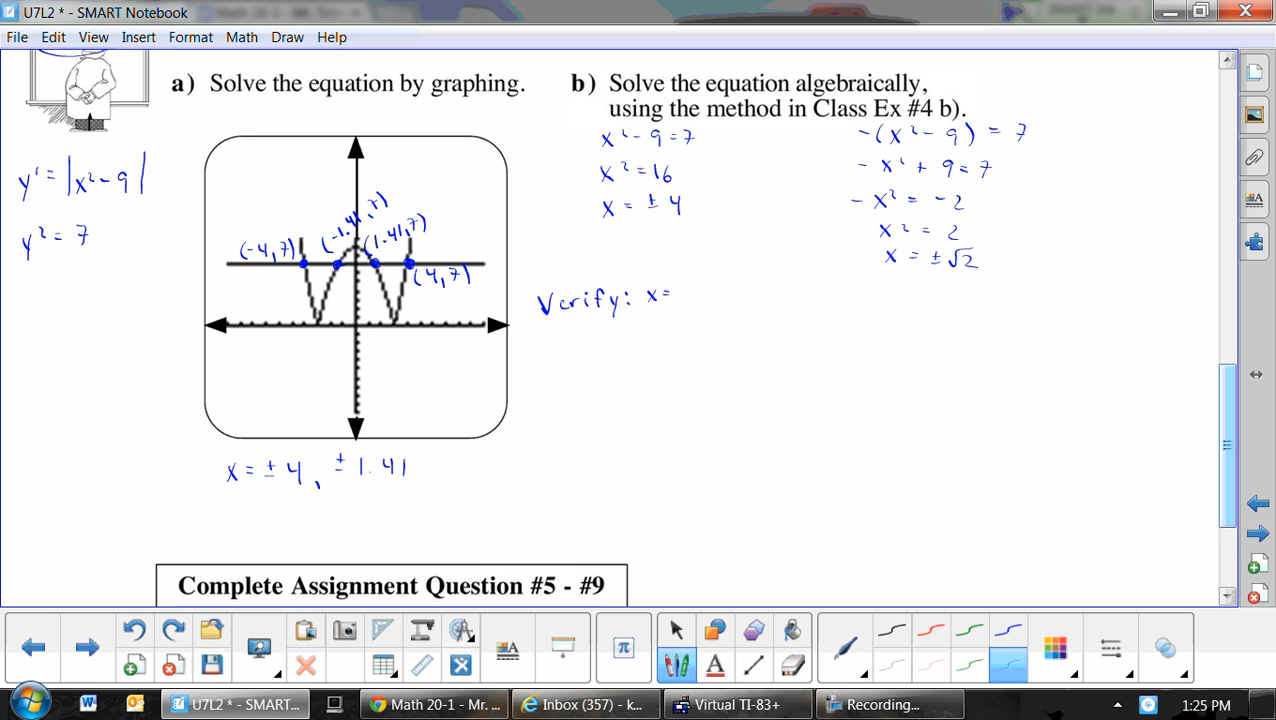 U7L2 * - SMART Notebook
File Edit View Insert Format Math Draw Help
a) Solve the equation by graphing.
b) Solve the equation algebraically,
using the method in Class Ex #4 b).
y¹ = |x² - 9|
y² = 7
(-4,7)
(-1.41,7)
(1.41,7)
(4,7)
x = ± 4, ± 1.41
x² - 9 = 7
x² = 16
x = ± 4
-(x² - 9) = 7
- x² + 9 = 7
- x² = - 2
x² = 2
x = ± √2
Verify: x =
Complete Assignment Question #5 - #9
π
A
U7L2 * - SMART...
Math 20-1 - Mr. ...
Inbox (357) - k...
Virtual TI-83+
Recording...
1:25 PM